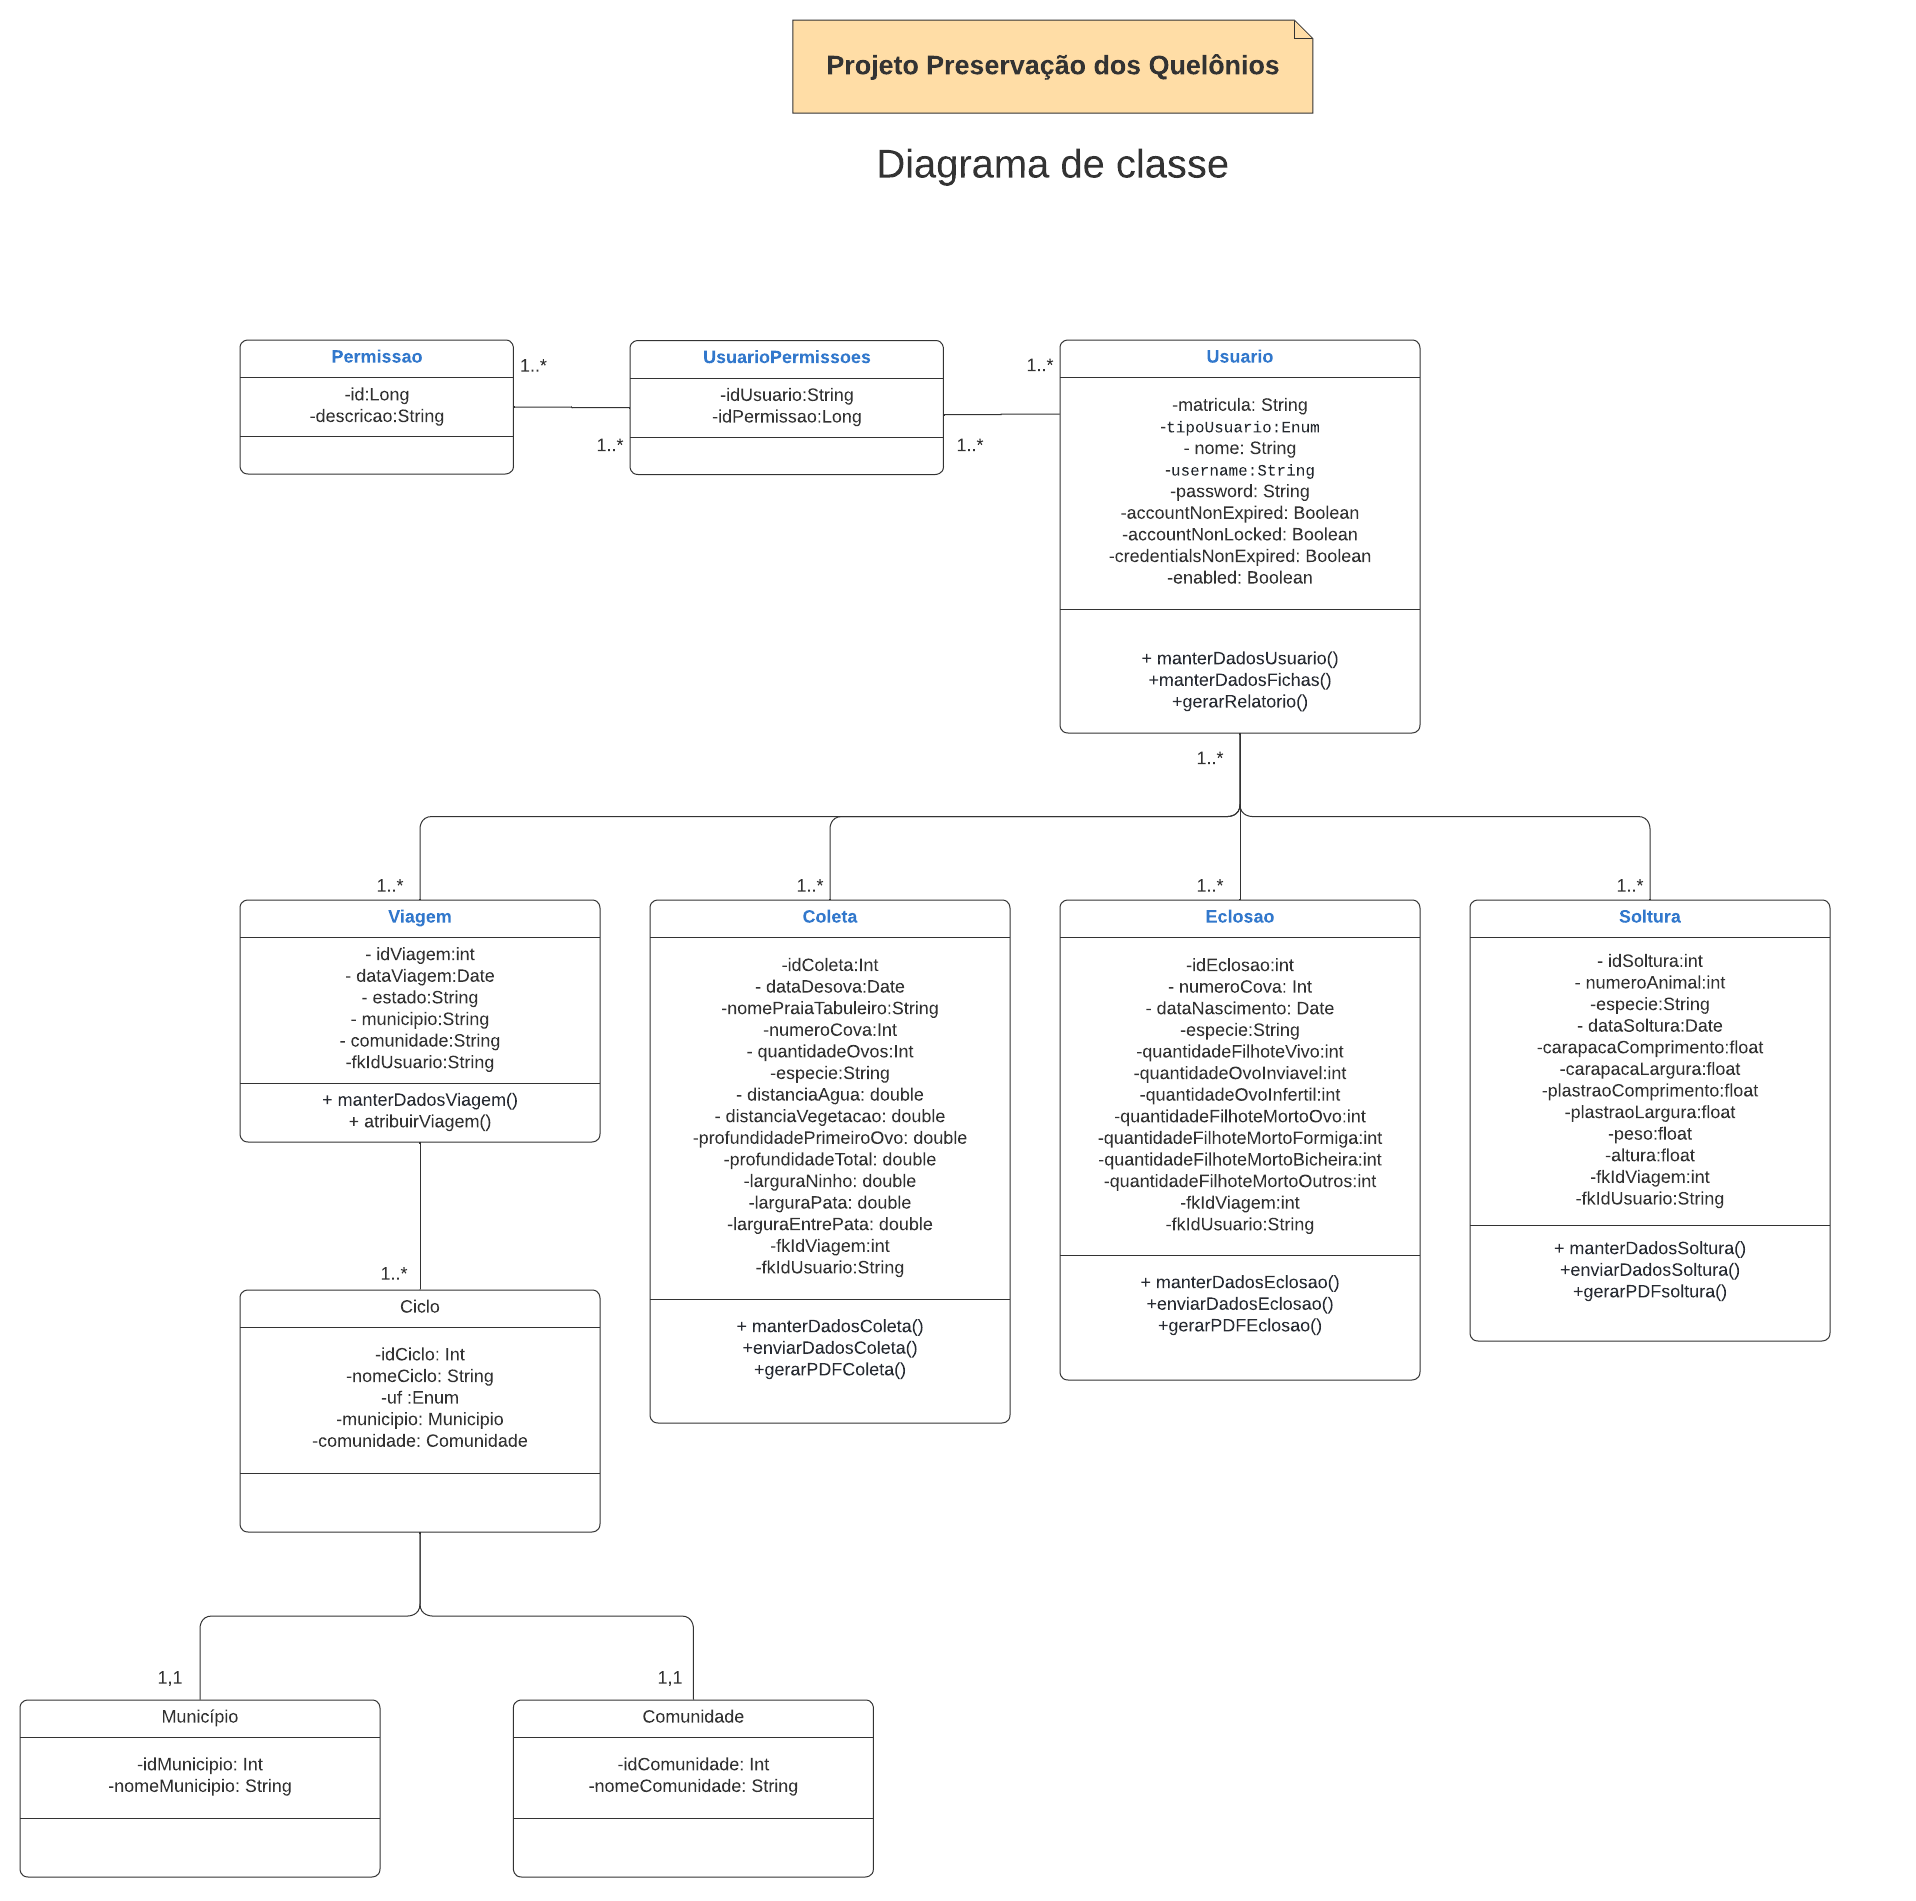 Projeto Preservação dos Quelônios
Diagrama de classe
Permissao
-id:Long
-descricao:String
1..*
1..*
UsuarioPermissoes
-idUsuario:String
-idPermissao:Long
1..*
1..*
Usuario
-matricula: String
-tipoUsuario:Enum
- nome: String
-username:String
-password: String
-accountNonExpired: Boolean
-accountNonLocked: Boolean
-credentialsNonExpired: Boolean
-enabled: Boolean
+ manterDadosUsuario()
+manterDadosFichas()
+gerarRelatorio()
1..*
1..*
1..*
1..*
1..*
Viagem
- idViagem:int
- dataViagem:Date
- estado:String
- municipio:String
- comunidade:String
-fkIdUsuario:String
+ manterDadosViagem()
+ atribuirViagem()
Coleta
-idColeta:Int
- dataDesova:Date
-nomePraiaTabuleiro:String
-numeroCova:Int
- quantidadeOvos:Int
-especie:String
- distanciaAgua: double
- distanciaVegetacao: double
-profundidadePrimeiroOvo: double
-profundidadeTotal: double
-larguraNinho: double
-larguraPata: double
-larguraEntrePata: double
-fkIdViagem:int
-fkIdUsuario:String
+ manterDadosColeta()
+enviarDadosColeta()
+gerarPDFColeta()
Eclosao
-idEclosao:int
- numeroCova: Int
- dataNascimento: Date
-especie:String
-quantidadeFilhoteVivo:int
-quantidadeOvoInviavel:int
-quantidadeOvoInfertil:int
-quantidadeFilhoteMortoOvo:int
-quantidadeFilhoteMortoFormiga:int
-quantidadeFilhoteMortoBicheira:int
-quantidadeFilhoteMortoOutros:int
-fkIdViagem:int
-fkIdUsuario:String
+ manterDadosEclosao()
+enviarDadosEclosao()
+gerarPDFEclosao()
Soltura
- idSoltura:int
- numeroAnimal:int
-especie:String
- dataSoltura:Date
-carapacaComprimento:float
-carapacaLargura:float
-plastraoComprimento:float
-plastraoLargura:float
-peso:float
-altura:float
-fkIdViagem:int
-fkIdUsuario:String
+ manterDadosSoltura()
+enviarDadosSoltura()
+gerarPDFsoltura()
1..*
Ciclo
-idCiclo: Int
-nomeCiclo: String
-uf :Enum
-municipio: Municipio
-comunidade: Comunidade
1,1
1,1
Município
-idMunicipio: Int
-nomeMunicipio: String
Comunidade
-idComunidade: Int
-nomeComunidade: String